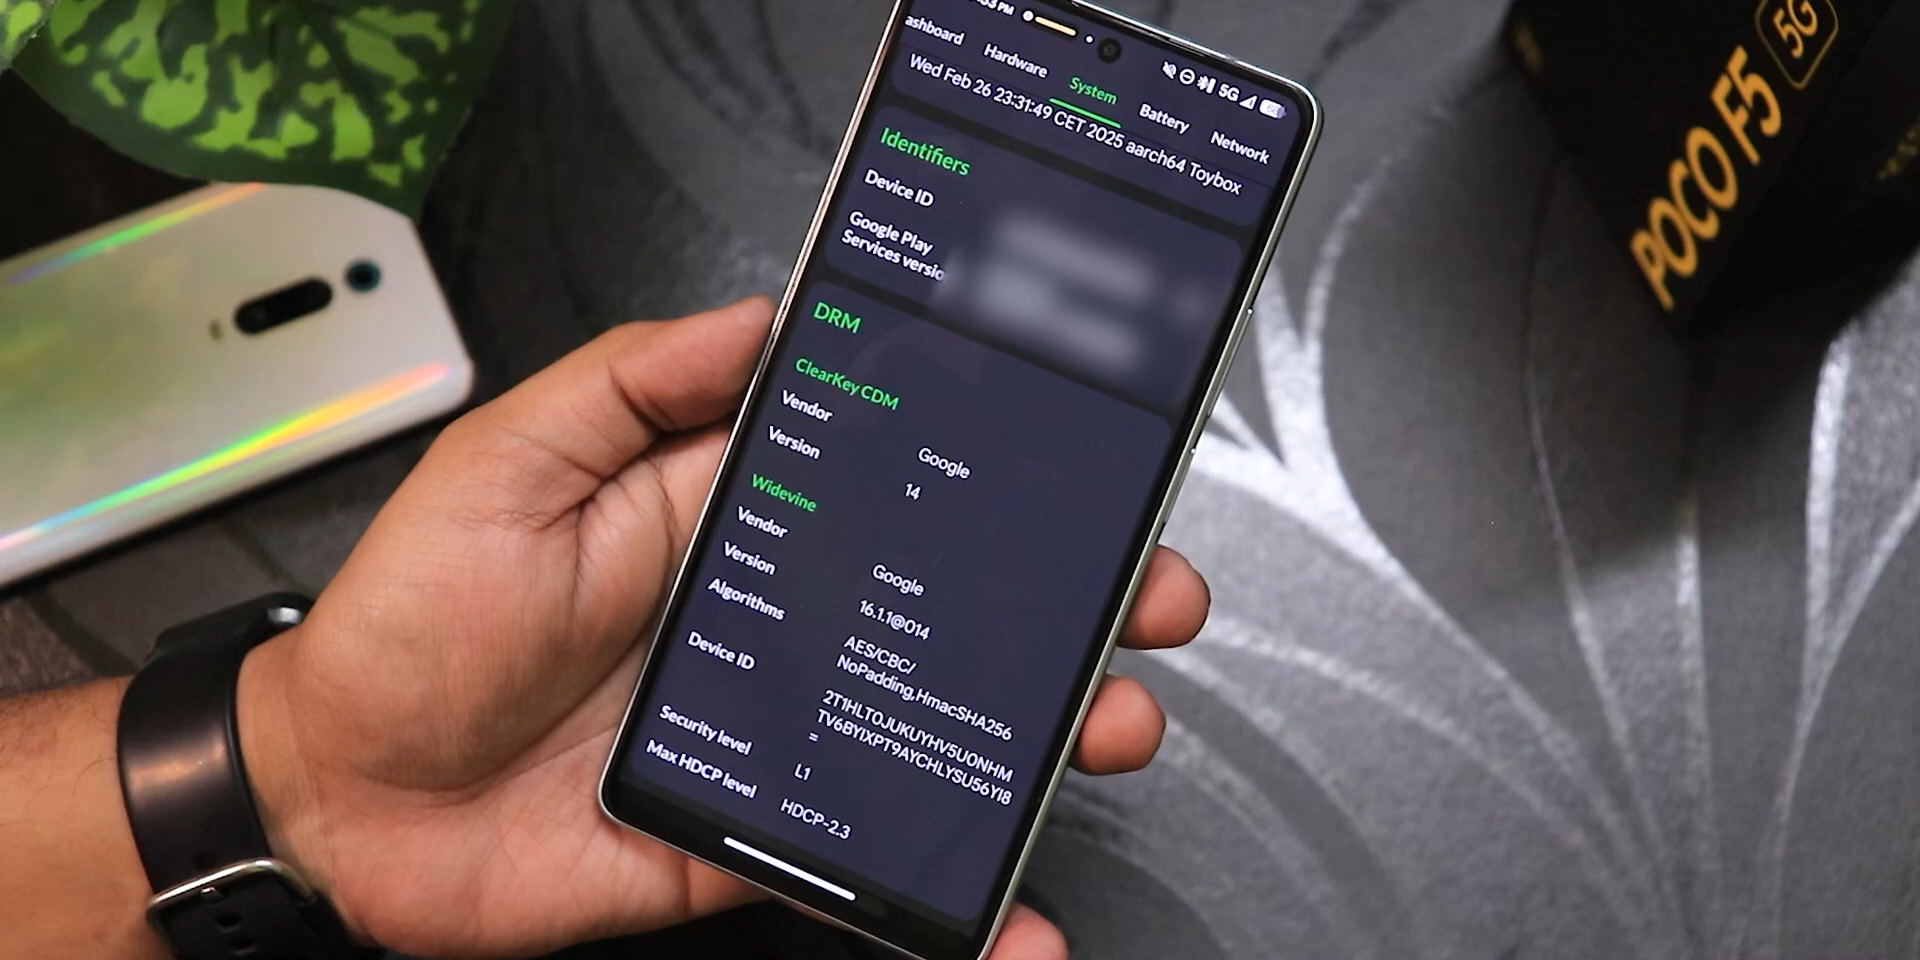 :53 PM
5G
ashboard
Hardware
System
Battery
Network
Wed Feb 26 23:31:49 CET 2025 aarch64 Toybox
Identifiers
Device ID
Google Play
Services versio
DRM
ClearKey CDM
Vendor
Google
Version
14
Widevine
Vendor
Google
Version
16.1.1@014
Algorithms
AES/CBC/
NoPadding,HmacSHA256
Device ID
2T1HLT0JUKUYHV5U0NHM
TV6BYIXPT9AYCHLYSU56YI8
=
Security level
L1
Max HDCP level
HDCP-2.3
POCO F5 5G